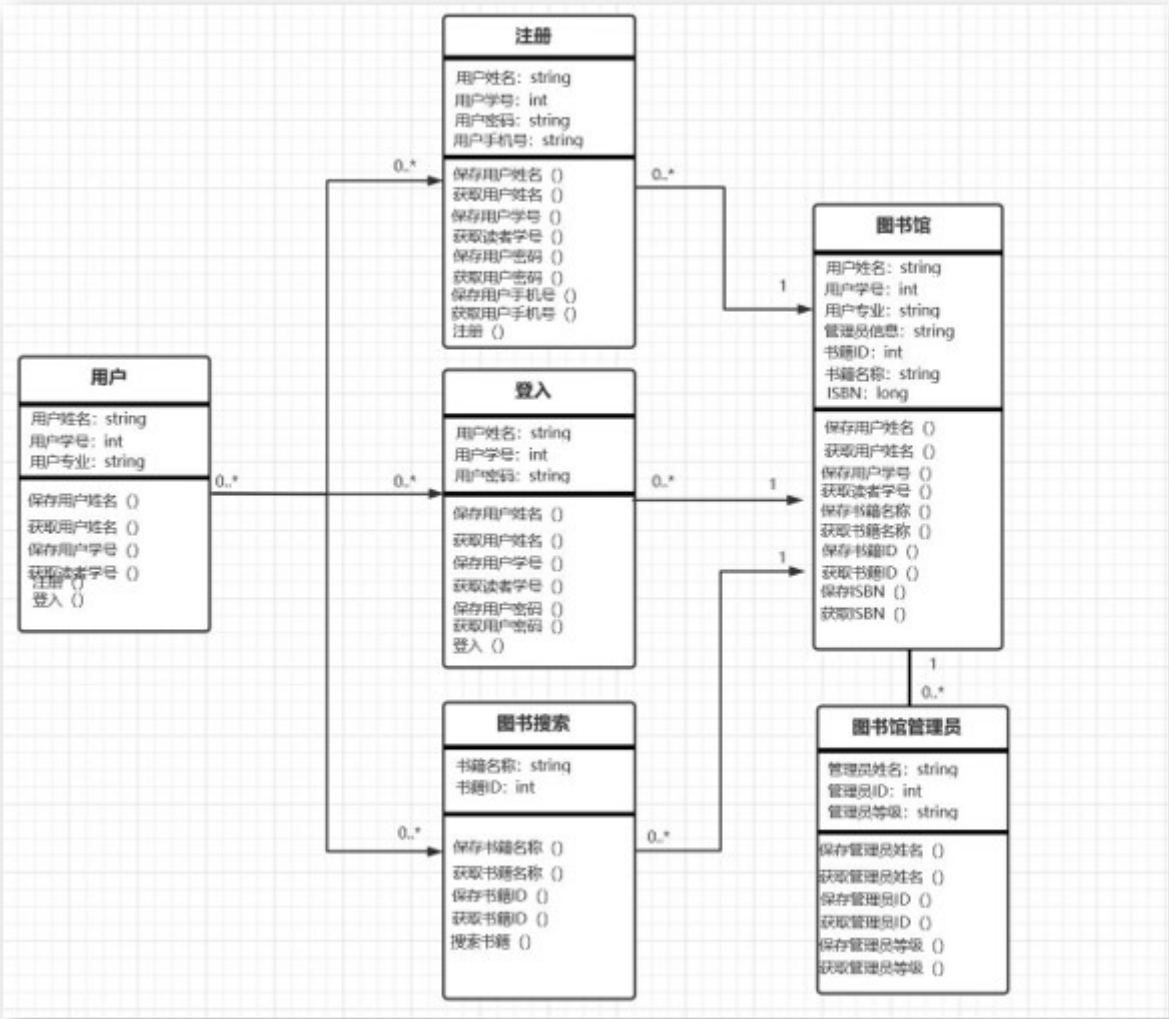 注册
用户姓名：string
用户学号：int
用户密码：string
用户手机号：string
保存用户姓名（）
获取用户姓名（）
保存用户学号（）
获取读者学号（）
保存用户密码（）
获取用户密码（）
保存用户手机号（）
获取用户手机号（）
注册（）
0..*
0..*
1
图书馆
用户姓名：string
用户学号：int
用户专业：string
管理员信息：string
书籍ID：int
书籍名称：string
ISBN：long
保存用户姓名（）
获取用户姓名（）
保存用户学号（）
获取读者学号（）
保存书籍名称（）
获取书籍名称（）
保存书籍ID（）
获取书籍ID（）
保存ISBN（）
获取ISBN（）
用户
用户姓名：string
用户学号：int
用户专业：string
保存用户姓名（）
获取用户姓名（）
保存用户学号（）
获取读者学号（）
注册（）
登入（）
0..*
0..*
登入
用户姓名：string
用户学号：int
用户密码：string
保存用户姓名（）
获取用户姓名（）
保存用户学号（）
获取读者学号（）
保存用户密码（）
获取用户密码（）
登入（）
0..*
1
1
图书搜索
书籍名称：string
书籍ID：int
保存书籍名称（）
获取书籍名称（）
保存书籍ID（）
获取书籍ID（）
搜索书籍（）
0..*
0..*
1
0..*
图书馆管理员
管理员姓名：string
管理员ID：int
管理员等级：string
保存管理员姓名（）
获取管理员姓名（）
保存管理员ID（）
获取管理员ID（）
保存管理员等级（）
获取管理员等级（）